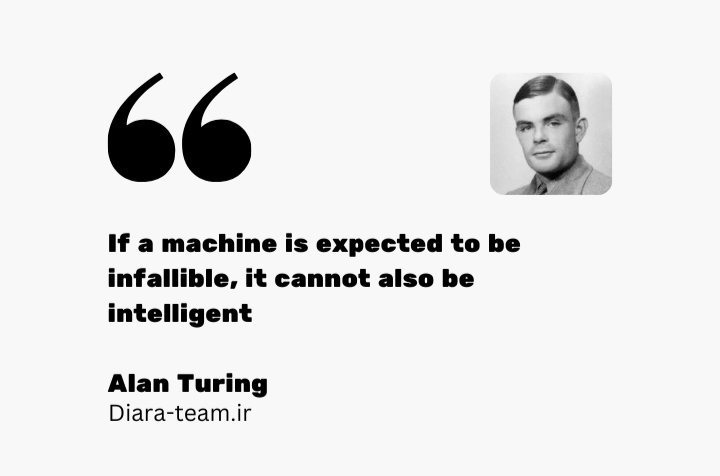 If a machine is expected to be
infallible, it cannot also be
intelligent
Alan Turing
Diara-team.ir